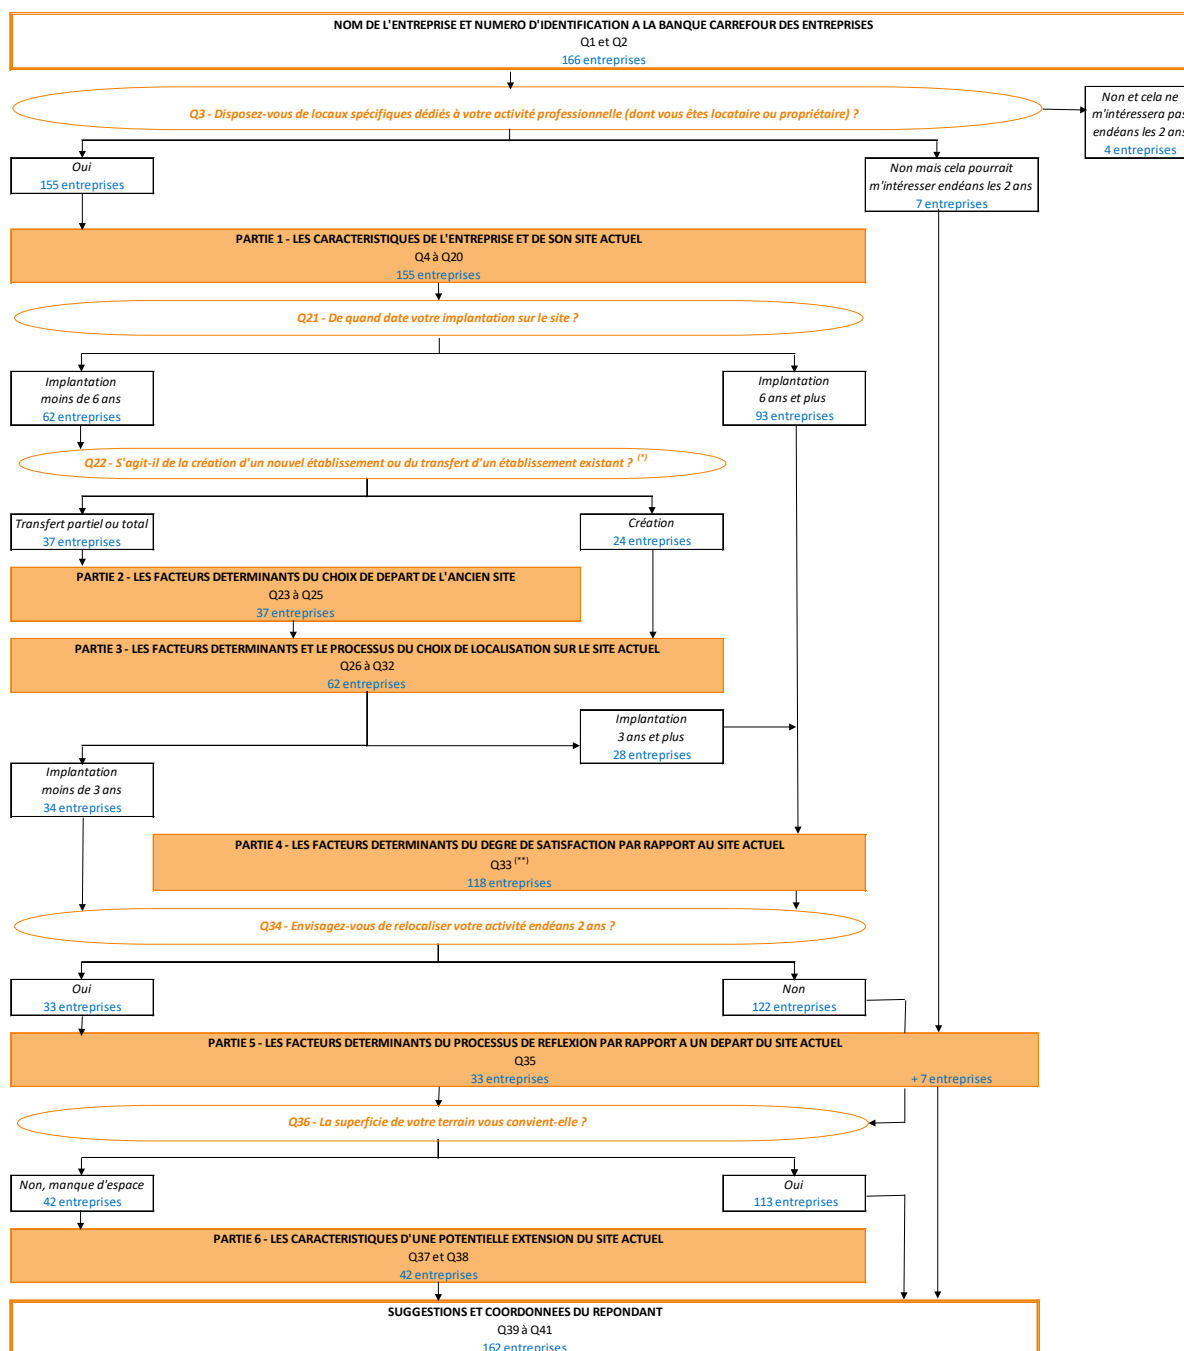 NOM DE L'ENTREPRISE ET NUMERO D'IDENTIFICATION A LA BANQUE CARREFOUR DES ENTREPRISES
Q1 et Q2
166 entreprises
Q3 - Disposez-vous de locaux spécifiques dédiés à votre activité professionnelle (dont vous êtes locataire ou propriétaire) ?
Non et cela ne
m'intéressera pas
endéans les 2 ans
4 entreprises
Oui
155 entreprises
Non mais cela pourrait
m'intéresser endéans les 2 ans
7 entreprises
PARTIE 1 - LES CARACTERISTIQUES DE L'ENTREPRISE ET DE SON SITE ACTUEL
Q4 à Q20
155 entreprises
Q21 - De quand date votre implantation sur le site ?
Implantation
moins de 6 ans
62 entreprises
Implantation
6 ans et plus
93 entreprises
Q22 - S'agit-il de la création d'un nouvel établissement ou du transfert d'un établissement existant ? (*)
Transfert partiel ou total
37 entreprises
Création
24 entreprises
PARTIE 2 - LES FACTEURS DETERMINANTS DU CHOIX DE DEPART DE L'ANCIEN SITE
Q23 à Q25
37 entreprises
PARTIE 3 - LES FACTEURS DETERMINANTS ET LE PROCESSUS DU CHOIX DE LOCALISATION SUR LE SITE ACTUEL
Q26 à Q32
62 entreprises
Implantation
3 ans et plus
28 entreprises
Implantation
moins de 3 ans
34 entreprises
PARTIE 4 - LES FACTEURS DETERMINANTS DU DEGRE DE SATISFACTION PAR RAPPORT AU SITE ACTUEL
Q33 (**)
118 entreprises
Q34 - Envisagez-vous de relocaliser votre activité endéans 2 ans ?
Oui
33 entreprises
Non
122 entreprises
PARTIE 5 - LES FACTEURS DETERMINANTS DU PROCESSUS DE REFLEXION PAR RAPPORT A UN DEPART DU SITE ACTUEL
Q35
33 entreprises
+ 7 entreprises
Q36 - La superficie de votre terrain vous convient-elle ?
Non, manque d'espace
42 entreprises
Oui
113 entreprises
PARTIE 6 - LES CARACTERISTIQUES D'UNE POTENTIELLE EXTENSION DU SITE ACTUEL
Q37 et Q38
42 entreprises
SUGGESTIONS ET COORDONNEES DU REPONDANT
Q39 à Q41
162 entreprises